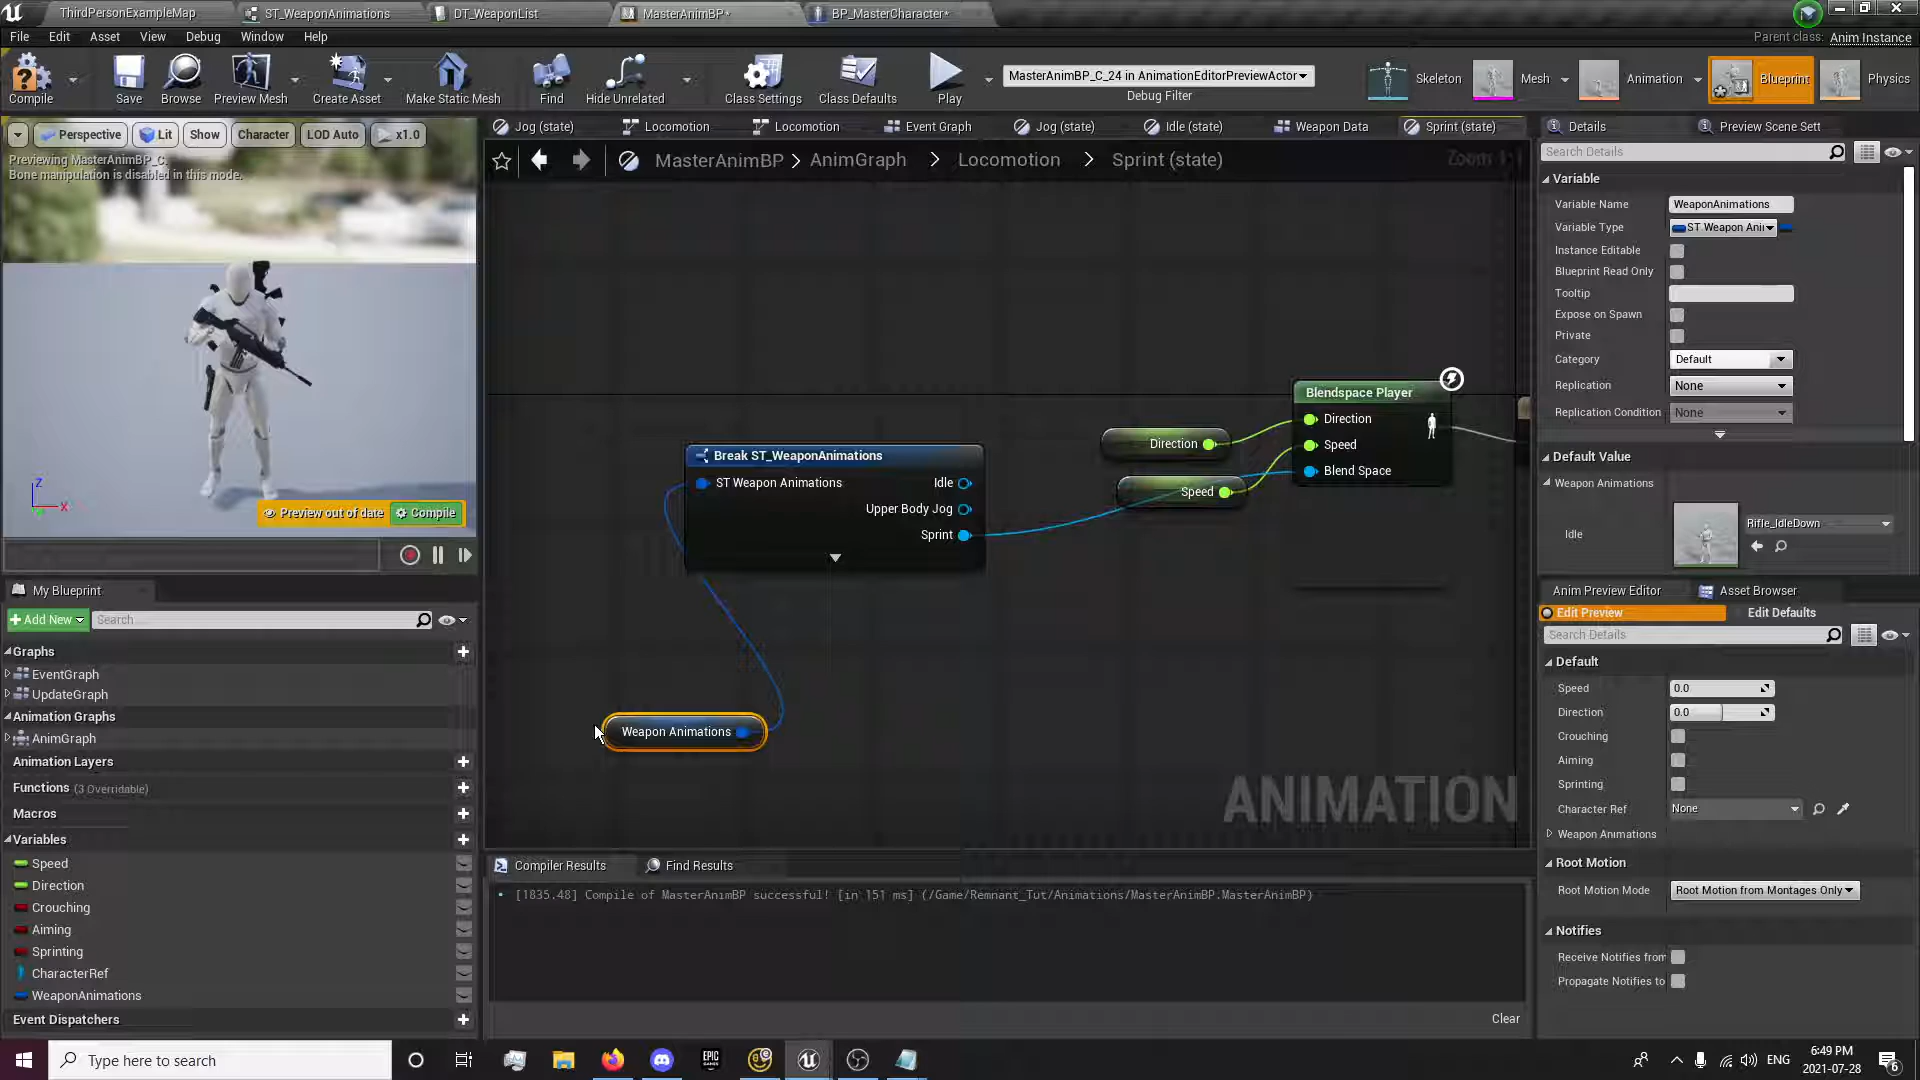 ThirdPersonExampleMap
ST_WeaponAnimations
DT_WeaponList
MasterAnimBP*
BP_MasterCharacter*
File Edit Asset View Debug Window Help
Parent class: Anim Instance
Compile
Save
Browse
Preview Mesh
Create Asset
Make Static Mesh
Find
Hide Unrelated
Class Settings
Class Defaults
Play
MasterAnimBP_C_24 in AnimationEditorPreviewActor
Debug Filter
Skeleton
Mesh
Animation
Blueprint
Physics
Perspective
Lit
Show
Character
LOD Auto
x1.0
Previewing MasterAnimBP_C.
Bone manipulation is disabled in this mode.
Z
X
Preview out of date
Compile
Jog (state)
Locomotion
Locomotion
Event Graph
Jog (state)
Idle (state)
Weapon Data
Sprint (state)
MasterAnimBP > AnimGraph > Locomotion > Sprint (state)
Break ST_WeaponAnimations
ST Weapon Animations
Idle
Upper Body Jog
Sprint
Weapon Animations
Direction
Speed
Blendspace Player
Direction
Speed
Blend Space
ANIMATION
My Blueprint
Add New
Search
Graphs
EventGraph
UpdateGraph
Animation Graphs
AnimGraph
Animation Layers
Functions (3 Overridable)
Macros
Variables
Speed
Direction
Crouching
Aiming
Sprinting
CharacterRef
WeaponAnimations
Event Dispatchers
Compiler Results
Find Results
[1835.48] Compile of MasterAnimBP successful! [in 151 ms] (/Game/Remnant_Tut/Animations/MasterAnimBP.MasterAnimBP)
Clear
Details
Preview Scene Sett
Search Details
Variable
Variable Name WeaponAnimations
Variable Type ST Weapon Ani
Instance Editable
Blueprint Read Only
Tooltip
Expose on Spawn
Private
Category Default
Replication None
Replication Condition None
Default Value
Weapon Animations
Idle
Rifle_IdleDown
Anim Preview Editor
Asset Browser
Edit Preview
Edit Defaults
Search Details
Default
Speed 0.0
Direction 0.0
Crouching
Aiming
Sprinting
Character Ref None
Weapon Animations
Root Motion
Root Motion Mode Root Motion from Montages Only
Notifies
Receive Notifies from
Propagate Notifies to
Type here to search
EPIC
ENG
6:49 PM
2021-07-28
6